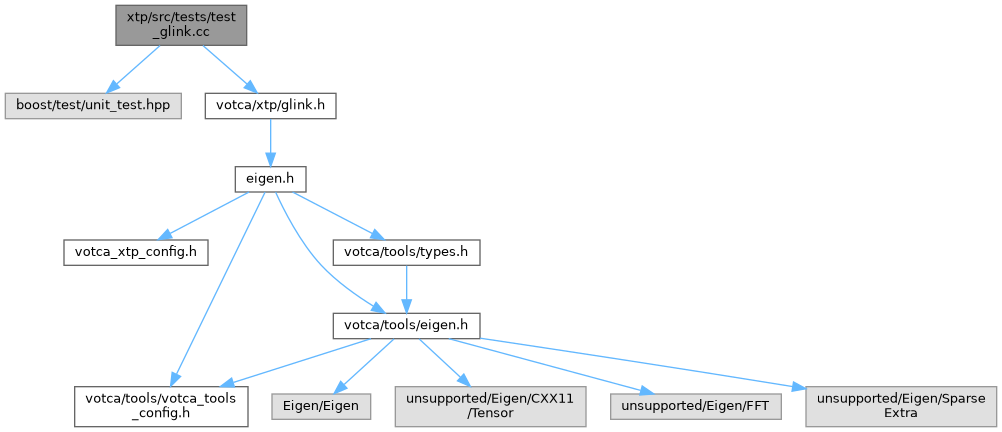 xtp/src/tests/test
_glink.cc
boost/test/unit_test.hpp
votca/xtp/glink.h
eigen.h
votca_xtp_config.h
votca/tools/types.h
votca/tools/eigen.h
votca/tools/votca_tools
_config.h
Eigen/Eigen
unsupported/Eigen/CXX11
/Tensor
unsupported/Eigen/FFT
unsupported/Eigen/Sparse
Extra